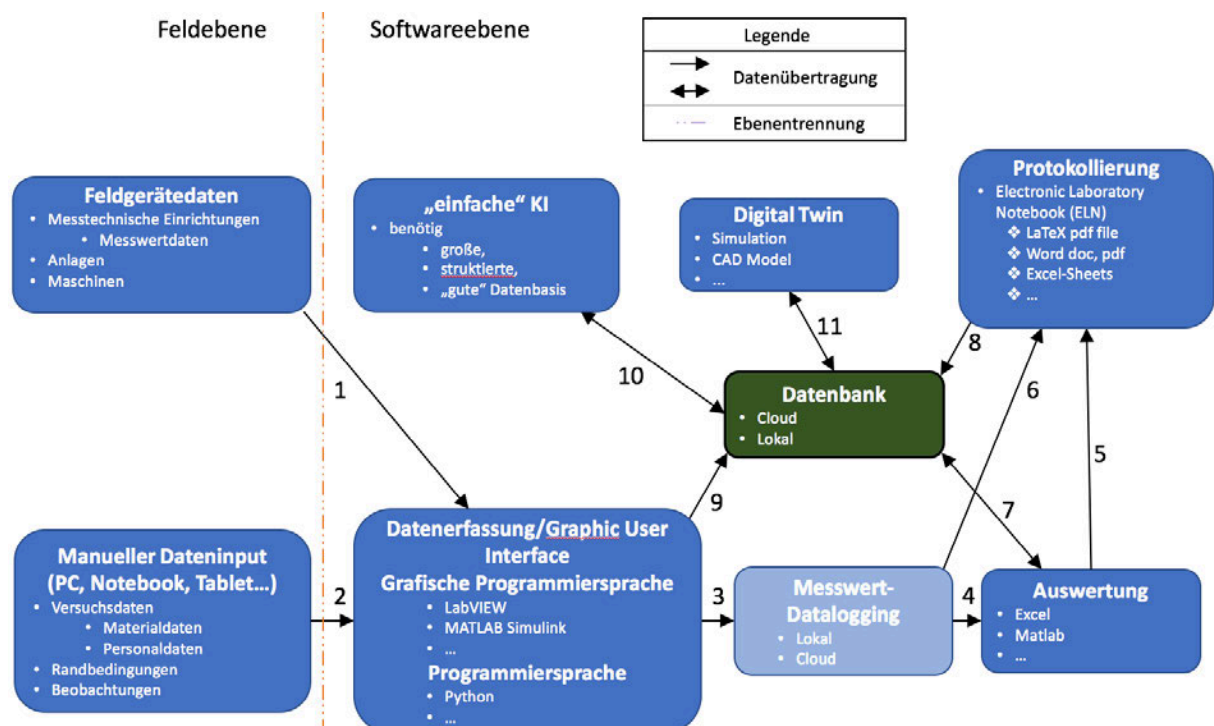 Feldebene
Softwareebene
Legende
Datenübertragung
Ebenentrennung
Feldgerätedaten
• Messtechnische Einrichtungen
• Messwertdaten
• Anlagen
• Maschinen
„einfache“ KI
• benötig
• große,
• struktierte,
• „gute“ Datenbasis
Digital Twin
• Simulation
• CAD Model
• ...
Protokollierung
• Electronic Laboratory
Notebook (ELN)
❖ LaTeX pdf file
❖ Word doc, pdf
❖ Excel-Sheets
❖ ...
1
10
11
8
6
5
Datenbank
• Cloud
• Lokal
9
7
Manueller Dateninput
(PC, Notebook, Tablet...)
• Versuchsdaten
• Materialdaten
• Personaldaten
• Randbedingungen
• Beobachtungen
2
Datenerfassung/Graphic User
Interface
Grafische Programmiersprache
• LabVIEW
• MATLAB Simulink
• ...
Programmiersprache
• Python
• ...
3
Messwert-
Datalogging
• Lokal
• Cloud
4
Auswertung
• Excel
• Matlab
• ...